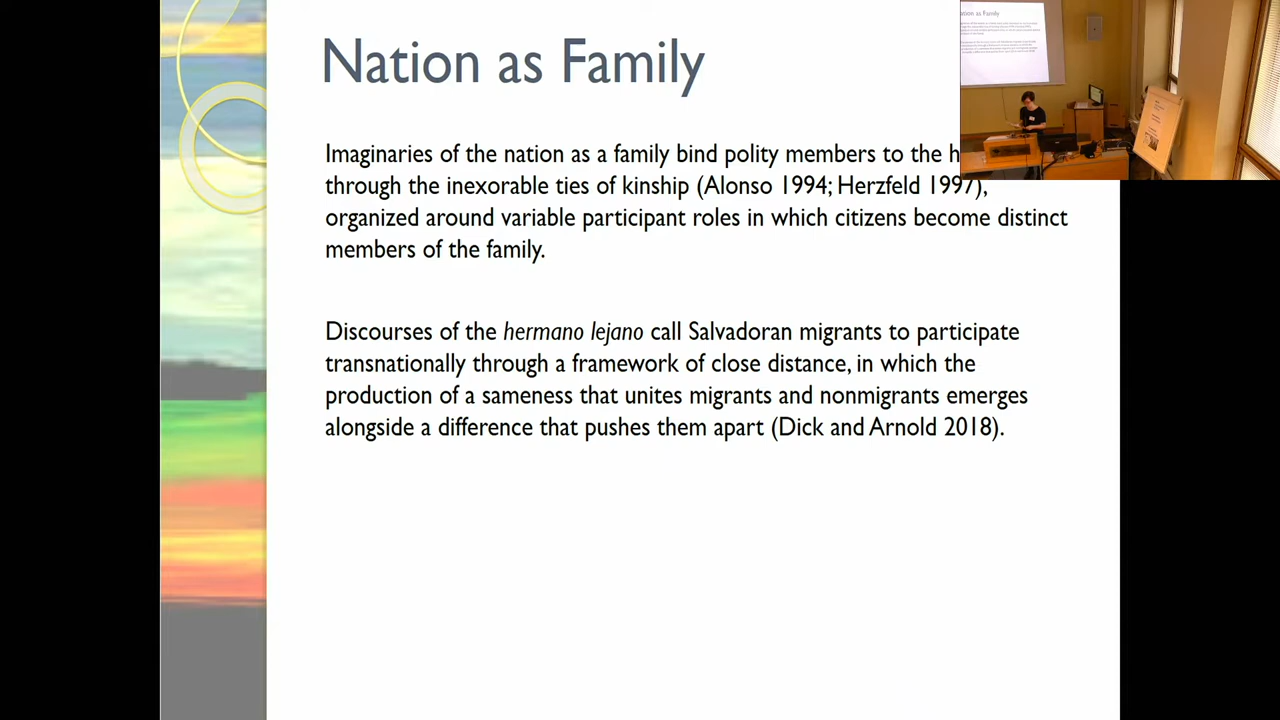 Nation as Family
Imaginaries of the nation as a family bind polity members to the
through the inexorable ties of kinship (Alonso 1994; Herzfeld 1997),
organized around variable participant roles in which citizens become distinct
members of the family.
Discourses of the hermano lejano call Salvadoran migrants to participate
transnationally through a framework of close distance, in which the
production of a sameness that unites migrants and nonmigrants emerges
alongside a difference that pushes them apart (Dick and Arnold 2018).